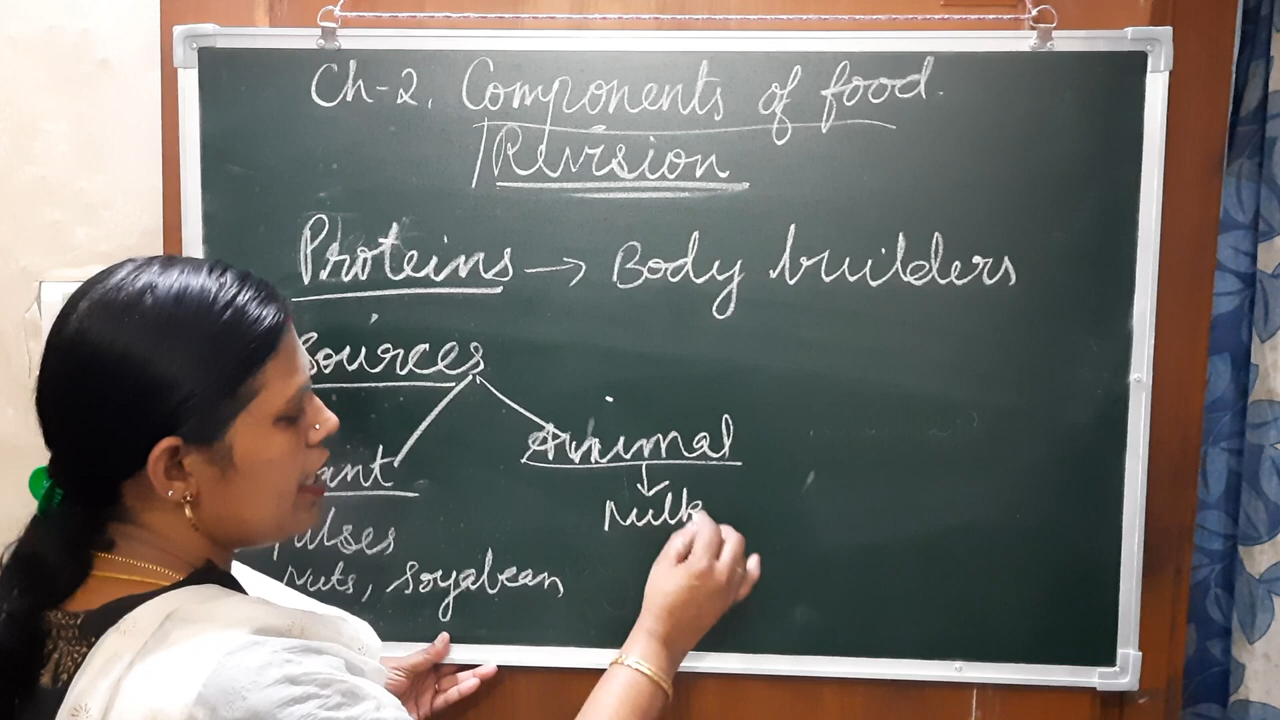 Ch-2. Components of food.
Revision
Proteins → Body builders
Sources
ant Animal
Milk
ulses
Nuts, Soyabean